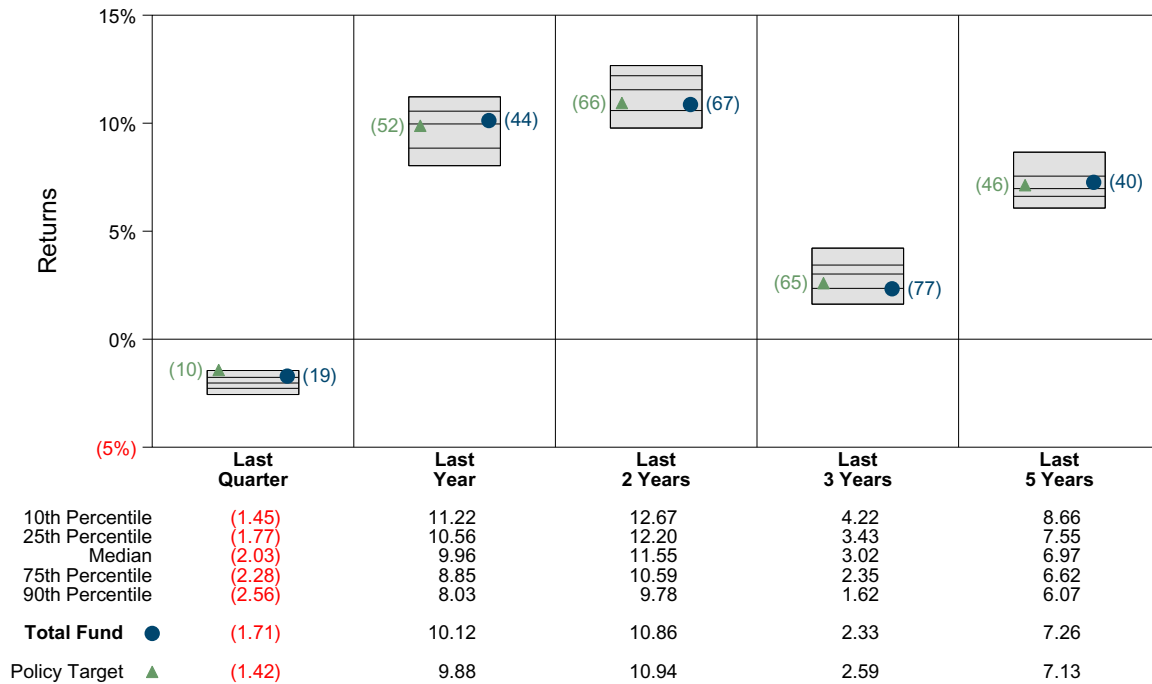 15%
10%
5%
0%
(5%)
Returns
(10)
(19)
(52)
(44)
(66)
(67)
(65)
(77)
(46)
(40)
Last Quarter
Last Year
Last 2 Years
Last 3 Years
Last 5 Years
10th Percentile (1.45) 11.22 12.67 4.22 8.66
25th Percentile (1.77) 10.56 12.20 3.43 7.55
Median (2.03) 9.96 11.55 3.02 6.97
75th Percentile (2.28) 8.85 10.59 2.35 6.62
90th Percentile (2.56) 8.03 9.78 1.62 6.07
Total Fund (1.71) 10.12 10.86 2.33 7.26
Policy Target (1.42) 9.88 10.94 2.59 7.13